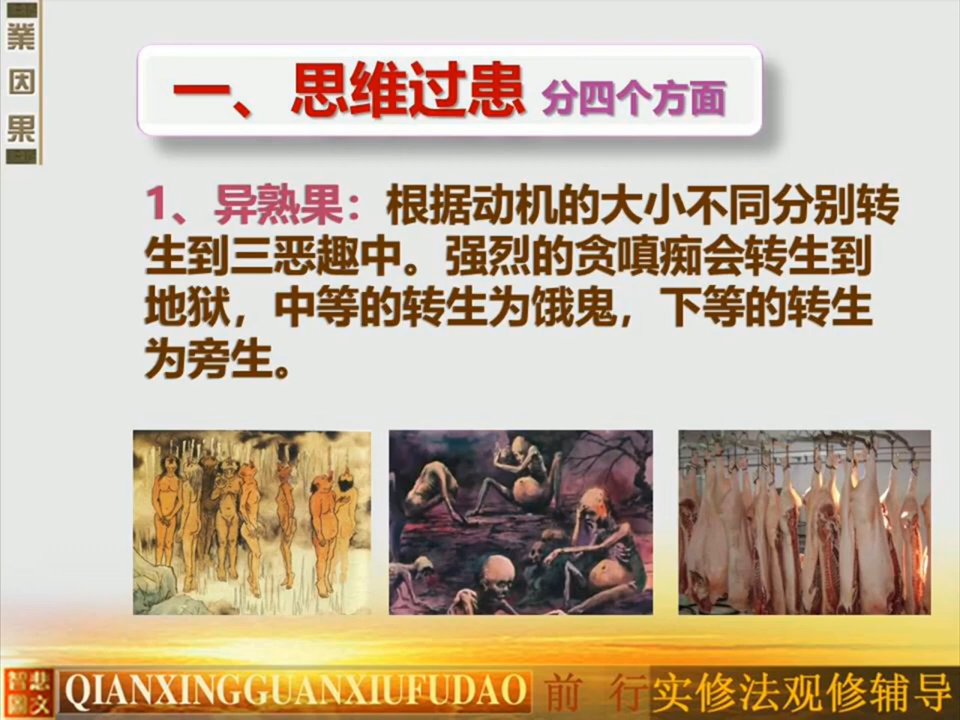 業因果
一、思维过患 分四个方面
1、异熟果：根据动机的大小不同分别转
生到三恶趣中。强烈的贪嗔痴会转生到
地狱，中等的转生为饿鬼，下等的转生
为旁生。
智悲
QIANXINGGUANXIUFUDAO 前 行 实修法观修辅导